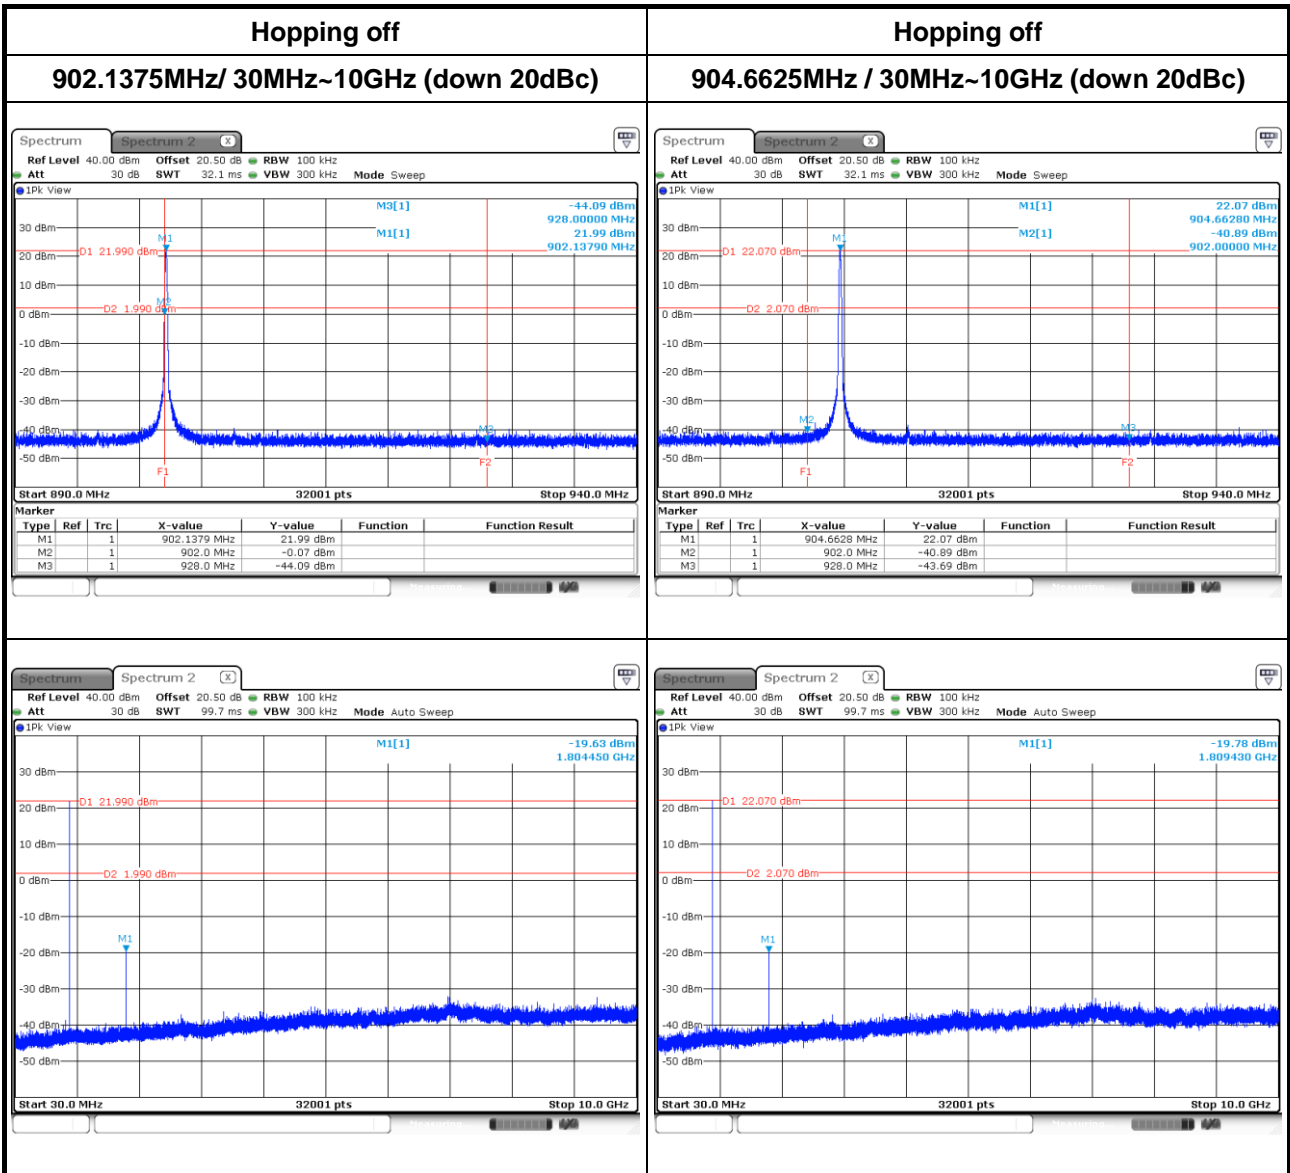 Hopping off
Hopping off
902.1375MHz/ 30MHz~10GHz (down 20dBc)
904.6625MHz / 30MHz~10GHz (down 20dBc)
Spectrum Spectrum 2 X
Ref Level 40.00 dBm Offset 20.50 dB RBW 100 kHz
Att 30 dB SWT 32.1 ms VBW 300 kHz Mode Sweep
1Pk View
M3[1] -44.09 dBm
928.00000 MHz
M1[1] 21.99 dBm
902.13790 MHz
M1
D1 21.990 dBm
M2
D2 1.990 dBm
M3
30 dBm
20 dBm
10 dBm
0 dBm
-10 dBm
-20 dBm
-30 dBm
-40 dBm
-50 dBm
F1
F2
Start 890.0 MHz 32001 pts Stop 940.0 MHz
Marker
Type Ref Trc X-value Y-value Function Function Result
M1 1 902.1379 MHz 21.99 dBm
M2 1 902.0 MHz -0.07 dBm
M3 1 928.0 MHz -44.09 dBm
Spectrum Spectrum 2 X
Ref Level 40.00 dBm Offset 20.50 dB RBW 100 kHz
Att 30 dB SWT 32.1 ms VBW 300 kHz Mode Sweep
1Pk View
M1[1] 22.07 dBm
904.66280 MHz
M2[1] -40.89 dBm
902.00000 MHz
M1
D1 22.070 dBm
D2 2.070 dBm
M2
M3
30 dBm
20 dBm
10 dBm
0 dBm
-10 dBm
-20 dBm
-30 dBm
-40 dBm
-50 dBm
F1
F2
Start 890.0 MHz 32001 pts Stop 940.0 MHz
Marker
Type Ref Trc X-value Y-value Function Function Result
M1 1 904.6628 MHz 22.07 dBm
M2 1 902.0 MHz -40.89 dBm
M3 1 928.0 MHz -43.69 dBm
Spectrum Spectrum 2 X
Ref Level 40.00 dBm Offset 20.50 dB RBW 100 kHz
Att 30 dB SWT 99.7 ms VBW 300 kHz Mode Auto Sweep
1Pk View
M1[1] -19.63 dBm
1.804450 GHz
30 dBm
D1 21.990 dBm
20 dBm
10 dBm
D2 1.990 dBm
0 dBm
-10 dBm
M1
-20 dBm
-30 dBm
-40 dBm
-50 dBm
Start 30.0 MHz 32001 pts Stop 10.0 GHz
Measuring
Spectrum Spectrum 2 X
Ref Level 40.00 dBm Offset 20.50 dB RBW 100 kHz
Att 30 dB SWT 99.7 ms VBW 300 kHz Mode Auto Sweep
1Pk View
M1[1] -19.78 dBm
1.809430 GHz
30 dBm
D1 22.070 dBm
20 dBm
10 dBm
D2 2.070 dBm
0 dBm
-10 dBm
M1
-20 dBm
-30 dBm
-40 dBm
-50 dBm
Start 30.0 MHz 32001 pts Stop 10.0 GHz
Measuring